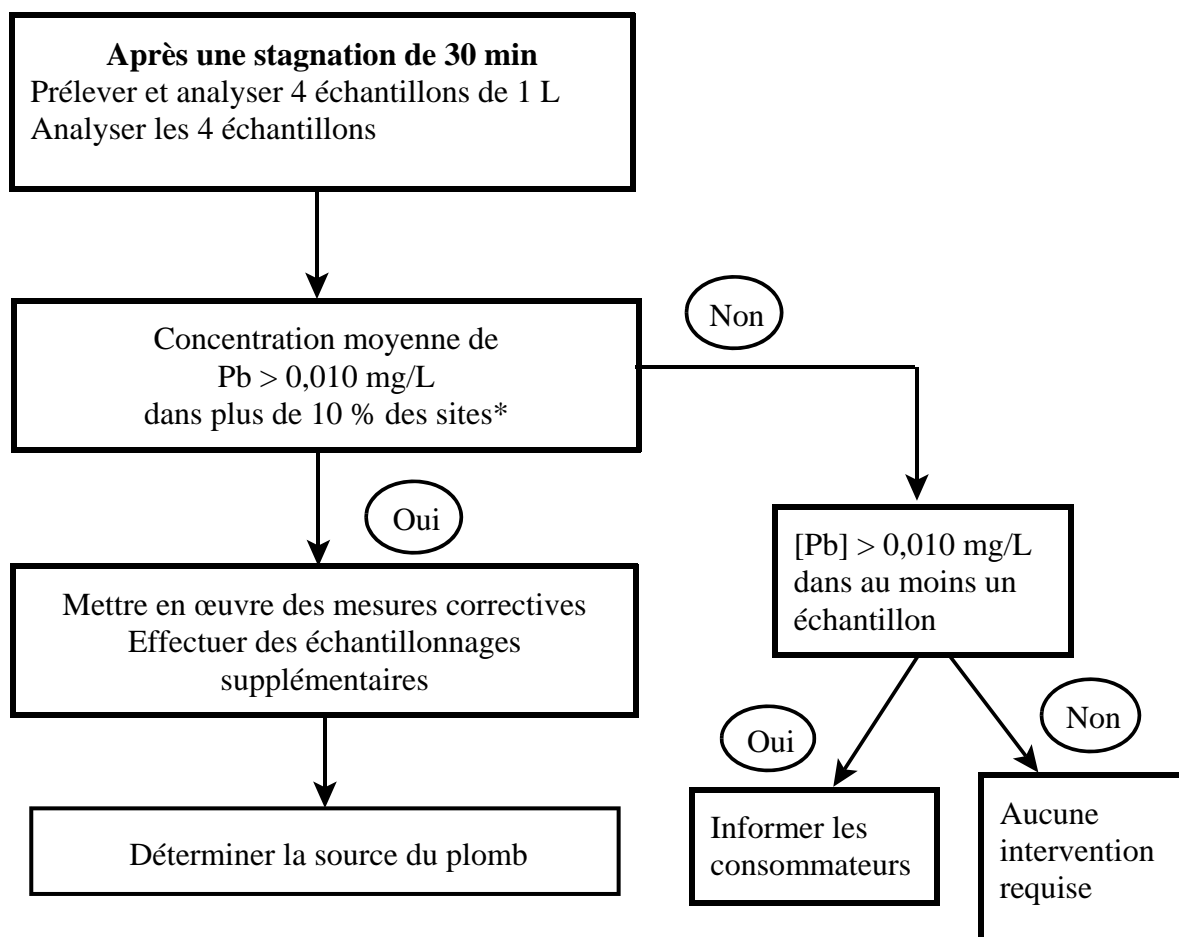 Après une stagnation de 30 min
Prélever et analyser 4 échantillons de 1 L
Analyser les 4 échantillons
Concentration moyenne de
Pb > 0,010 mg/L
dans plus de 10 % des sites*
Non
Oui
Mettre en œuvre des mesures correctives
Effectuer des échantillonnages
supplémentaires
Déterminer la source du plomb
[Pb] > 0,010 mg/L
dans au moins un
échantillon
Oui
Non
Informer les
consommateurs
Aucune
intervention
requise